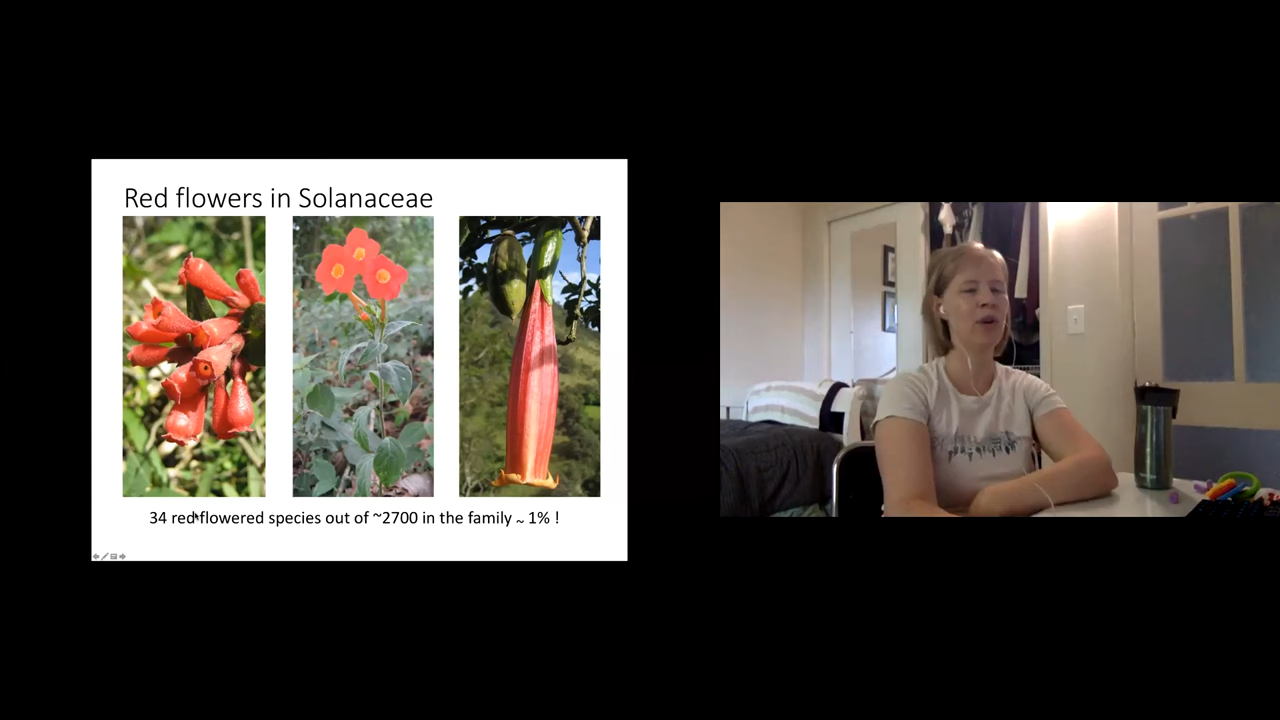 Red flowers in Solanaceae
34 red-flowered species out of ~2700 in the family ~ 1% !